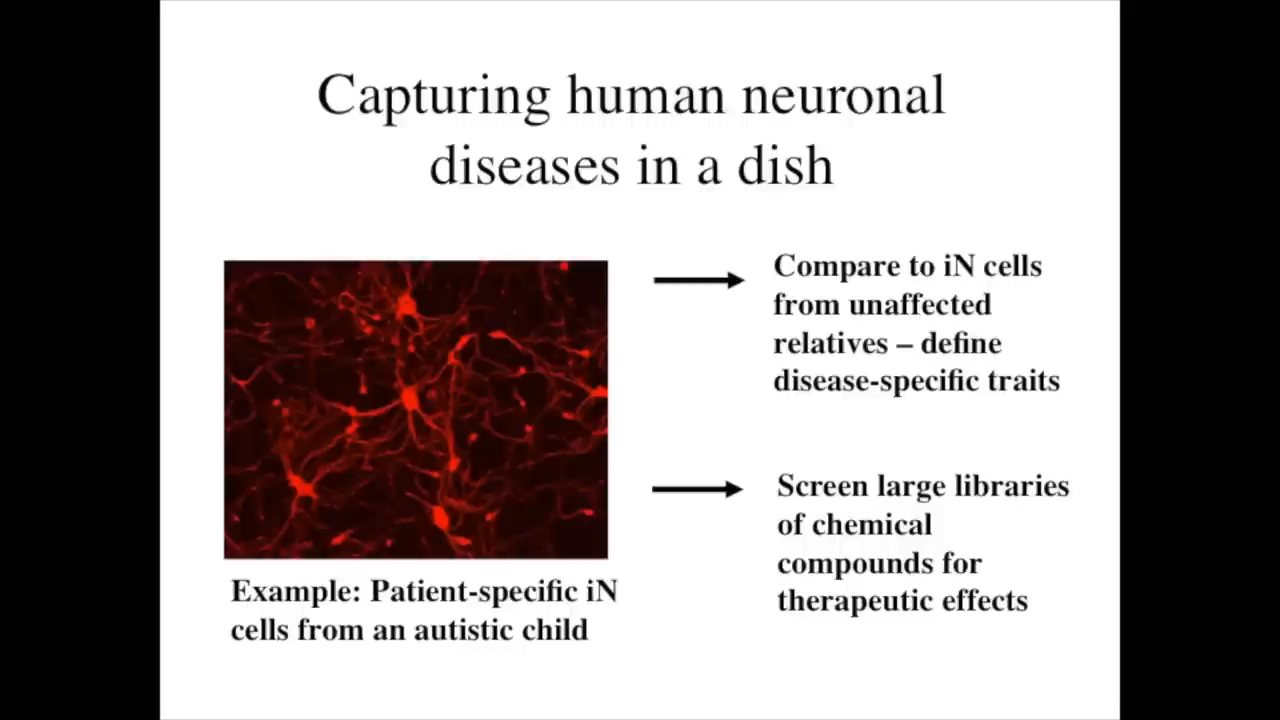 Capturing human neuronal
diseases in a dish
Compare to iN cells
from unaffected
relatives – define
disease-specific traits
Screen large libraries
of chemical
compounds for
therapeutic effects
Example: Patient-specific iN
cells from an autistic child